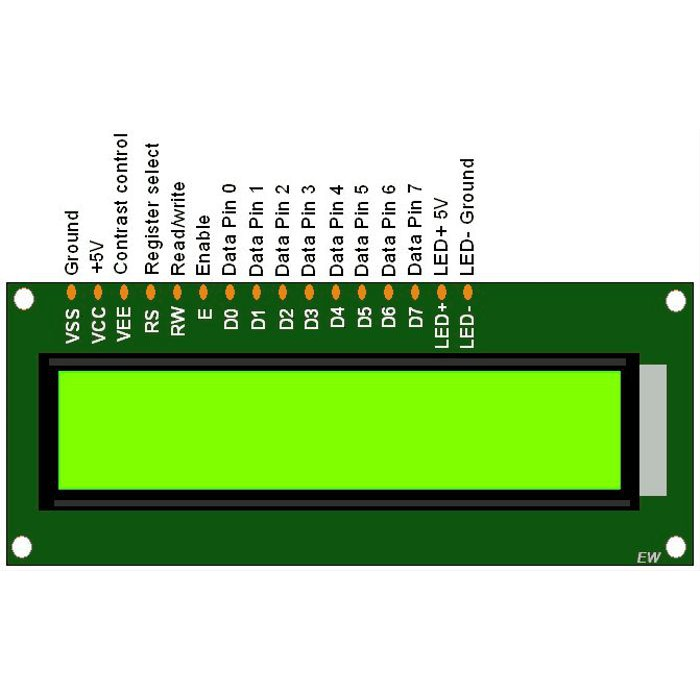 Ground
+5V
Contrast control
Register select
Read/write
Enable
Data Pin 0
Data Pin 1
Data Pin 2
Data Pin 3
Data Pin 4
Data Pin 5
Data Pin 6
Data Pin 7
LED+ 5V
LED- Ground
VSS
VCC
VEE
RS
RW
E
D0
D1
D2
D3
D4
D5
D6
D7
LED+
LED-
EW